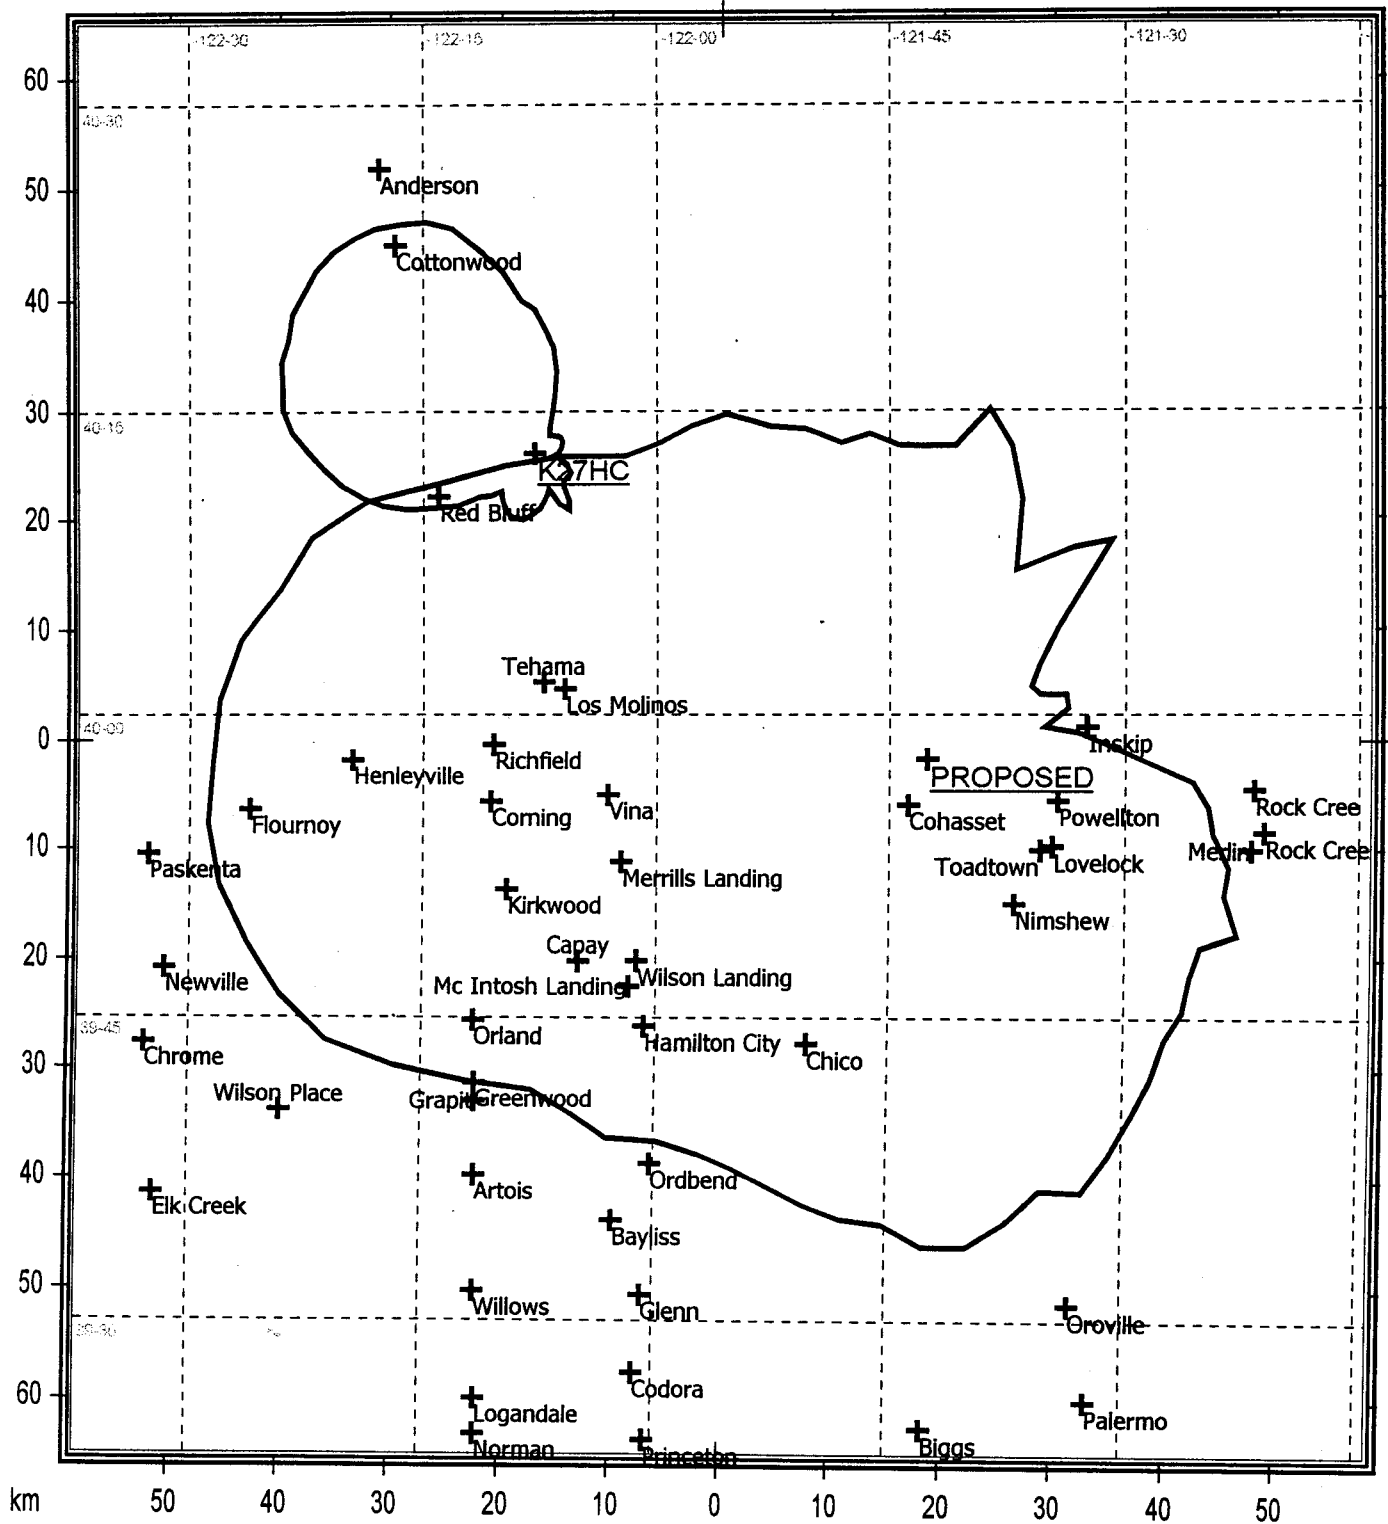 -122-30
-122-15
-122-00
-121-45
-121-30
60
40-30
Anderson
50
Cottonwood
40
30
40-15
K27HC
Red Bluff
20
10
Tehama
Los Molinos
40-00
0
Richfield
Inskip
Henleyville
PROPOSED
Vina
Rock Cree
Flournoy
Corning
Cohasset
Powellton
10
Paskenta
Merrills Landing
Toadtown
Lovelock
Merlin
Rock Cree
Kirkwood
Nimshew
Capay
20
Newville
Mc Intosh Landing
Wilson Landing
39-45
Orland
Hamilton City
Chrome
Chico
30
Wilson Place
Greenwood
40
Artois
Ordbend
Elk Creek
Bayliss
50
Willows
Glenn
Oroville
39-30
Codora
60
Logandale
Palermo
Norman
Princeton
Biggs
km
50
40
30
20
10
0
10
20
30
40
50